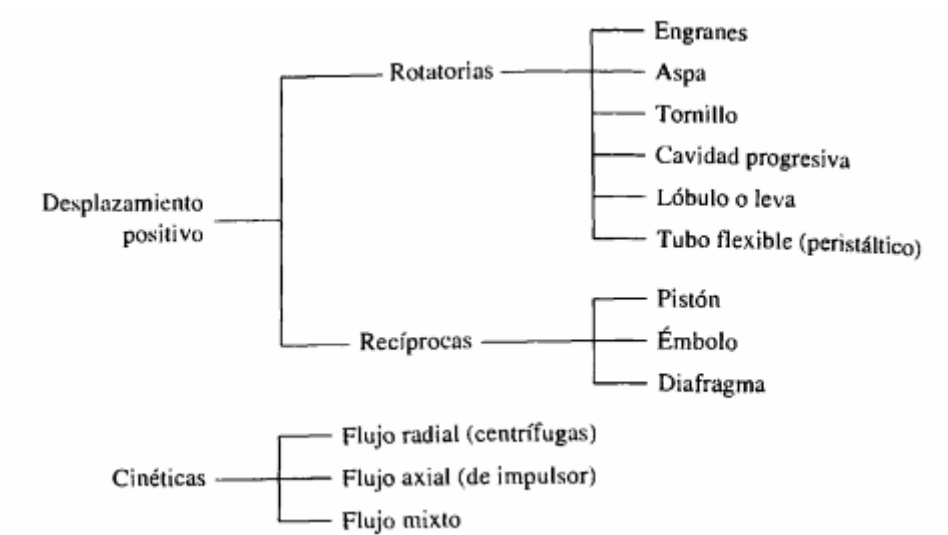 Desplazamiento
positivo
Rotatorias
Engranes
Aspa
Tornillo
Cavidad progresiva
Lóbulo o leva
Tubo flexible (peristáltico)
Recíprocas
Pistón
Émbolo
Diafragma
Cinéticas
Flujo radial (centrífugas)
Flujo axial (de impulsor)
Flujo mixto